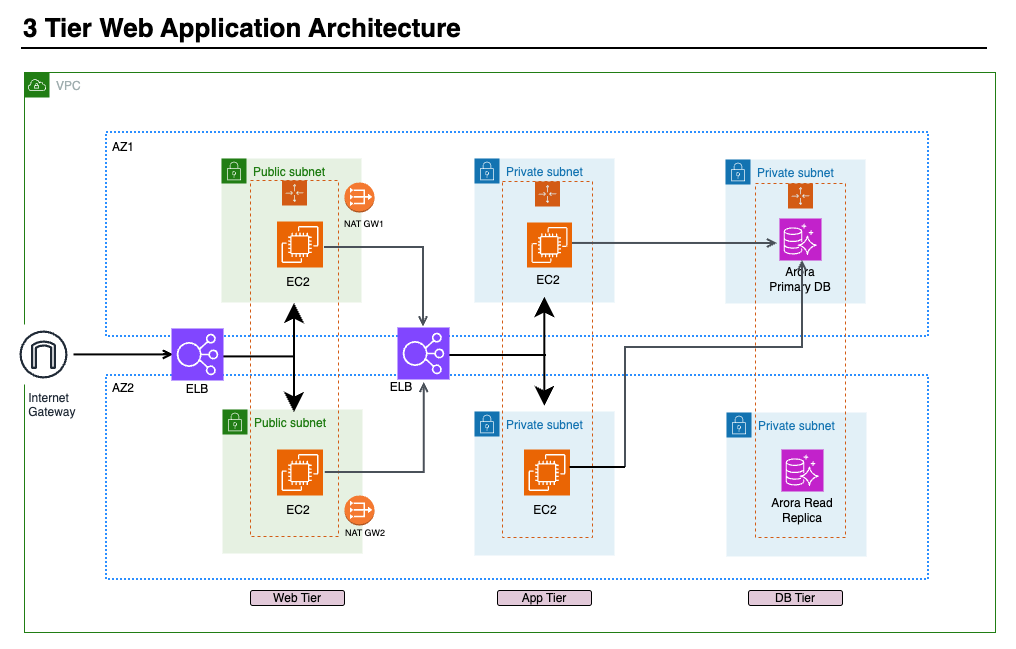 3 Tier Web Application Architecture
VPC
AZ1
Public subnet
NAT GW1
EC2
Private subnet
EC2
Private subnet
Arora
Primary DB
Internet
Gateway
ELB
ELB
AZ2
Public subnet
EC2
NAT GW2
Private subnet
EC2
Private subnet
Arora Read
Replica
Web Tier
App Tier
DB Tier